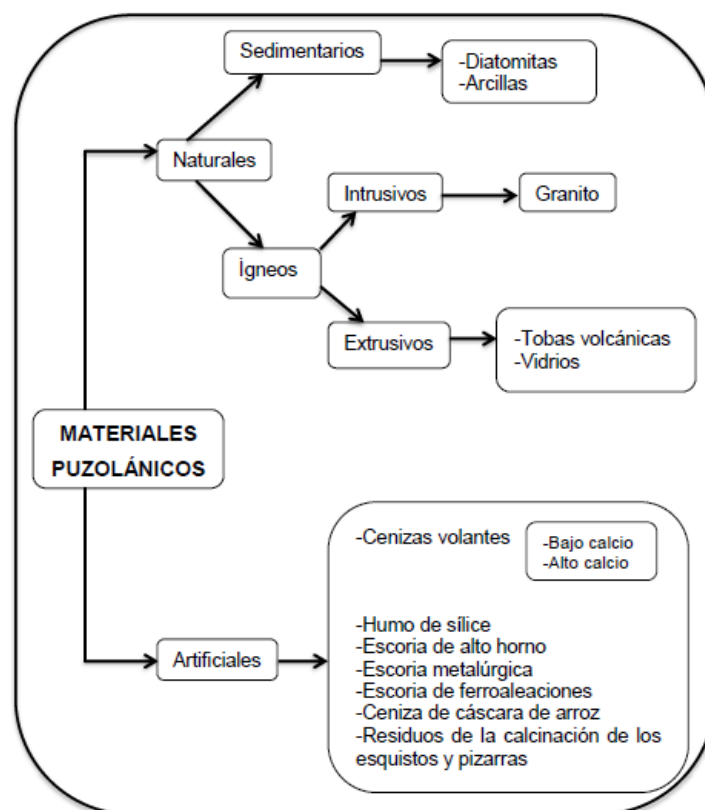 Sedimentarios
-Diatomitas
-Arcillas
Naturales
Intrusivos
Granito
Ígneos
Extrusivos
-Tobas volcánicas
-Vidrios
MATERIALES
PUZOLÁNICOS
-Cenizas volantes
-Bajo calcio
-Alto calcio
Artificiales
-Humo de sílice
-Escoria de alto horno
-Escoria metalúrgica
-Escoria de ferroaleaciones
-Ceniza de cáscara de arroz
-Residuos de la calcinación de los
esquistos y pizarras